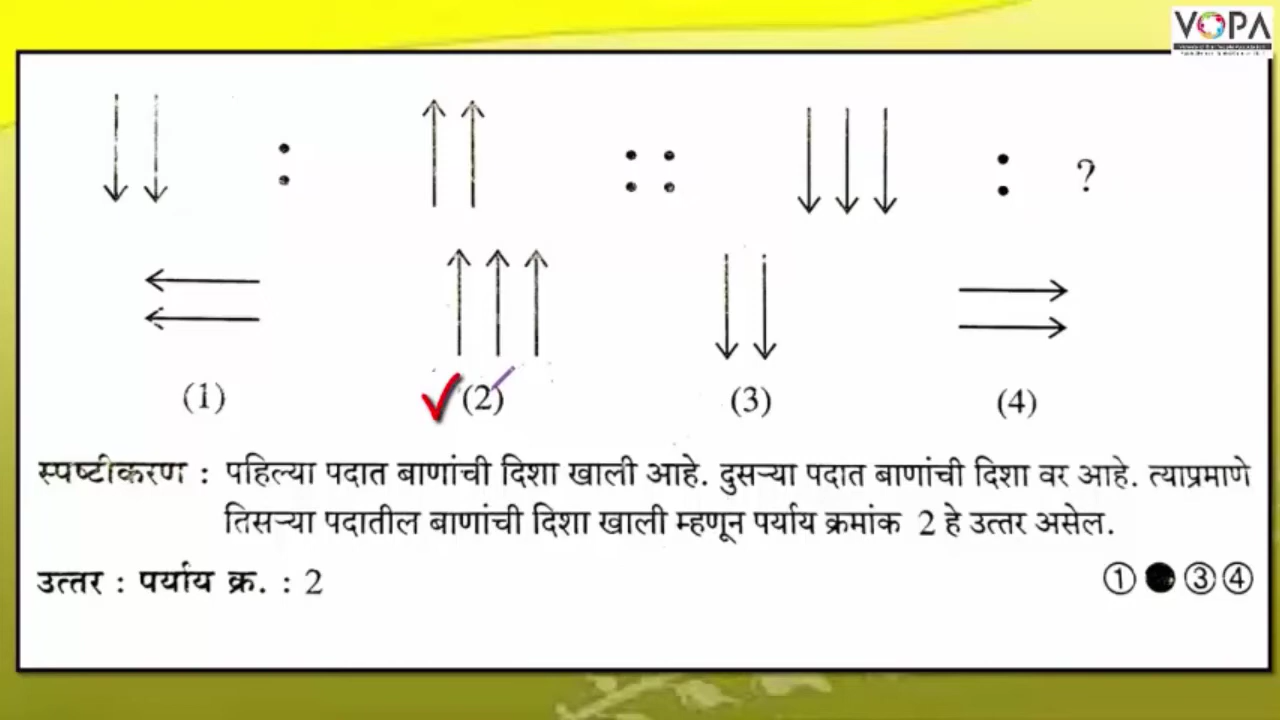 VOPA
: :: : ?
(1) (2) (3) (4)
स्पष्टीकरण : पहिल्या पदात बाणांची दिशा खाली आहे. दुसऱ्या पदात बाणांची दिशा वर आहे. त्याप्रमाणे
तिसऱ्या पदातील बाणांची दिशा खाली म्हणून पर्याय क्रमांक 2 हे उत्तर असेल.
उत्तर : पर्याय क्र. : 2 ① ● ③ ④